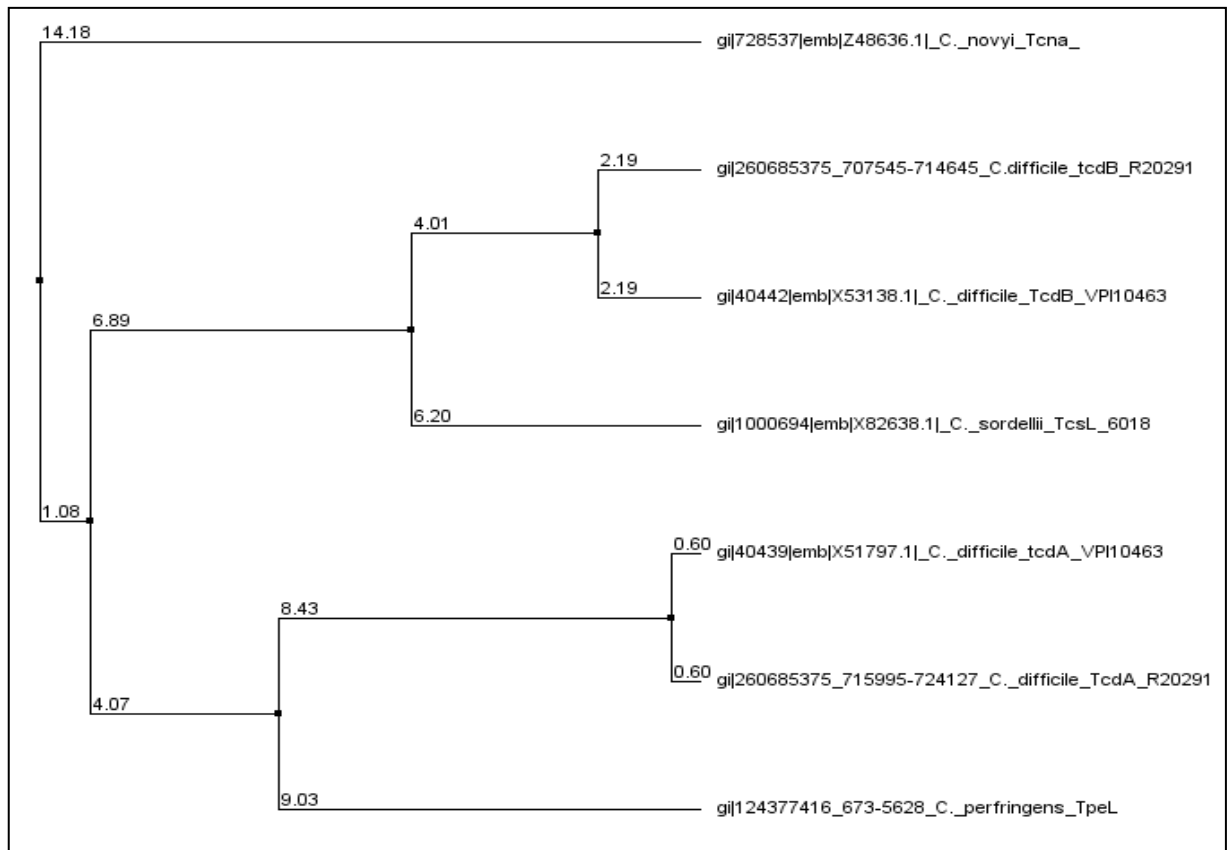 14.18
gi|728537|emb|Z48636.1|_C._novyi_Tcna_
2.19
gi|260685375_707545-714645_C.difficile_tcdB_R20291
4.01
2.19
gi|40442|emb|X53138.1|_C._difficile_TcdB_VPI10463
6.89
6.20
gi|1000694|emb|X82638.1|_C._sordellii_TcsL_6018
1.08
0.60 gi|40439|emb|X51797.1|_C._difficile_tcdA_VPI10463
8.43
0.60 gi|260685375_715995-724127_C._difficile_TcdA_R20291
4.07
9.03
gi|124377416_673-5628_C._perfringens_TpeL